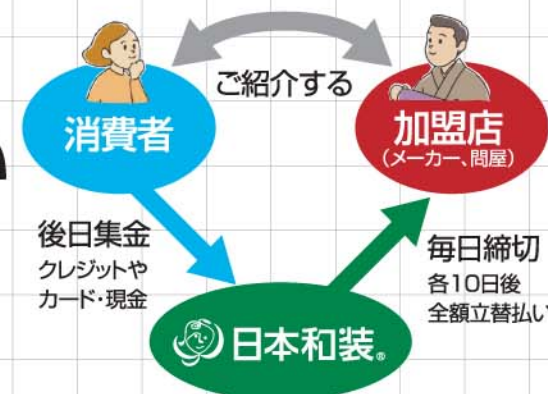 ご紹介する
消費者
加盟店
(メーカー、問屋)
後日集金
クレジットや
カード・現金
毎日締切
各10日後
全額立替払い
日本和装®